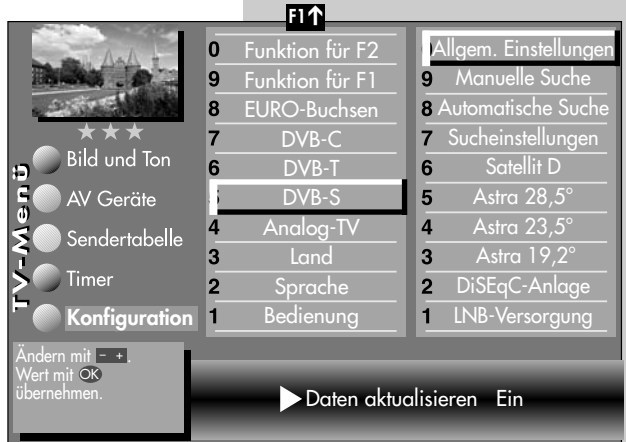 F1↑
TV-Menü
Bild und Ton
AV Geräte
Sendertabelle
Timer
Konfiguration
0 Funktion für F2
9 Funktion für F1
8 EURO-Buchsen
7 DVB-C
6 DVB-T
5 DVB-S
4 Analog-TV
3 Land
2 Sprache
1 Bedienung
0 Allgem. Einstellungen
9 Manuelle Suche
8 Automatische Suche
7 Sucheinstellungen
6 Satellit D
5 Astra 28,5°
4 Astra 23,5°
3 Astra 19,2°
2 DiSEqC-Anlage
1 LNB-Versorgung
Ändern mit - + .
Wert mit OK
übernehmen.
Daten aktualisieren Ein